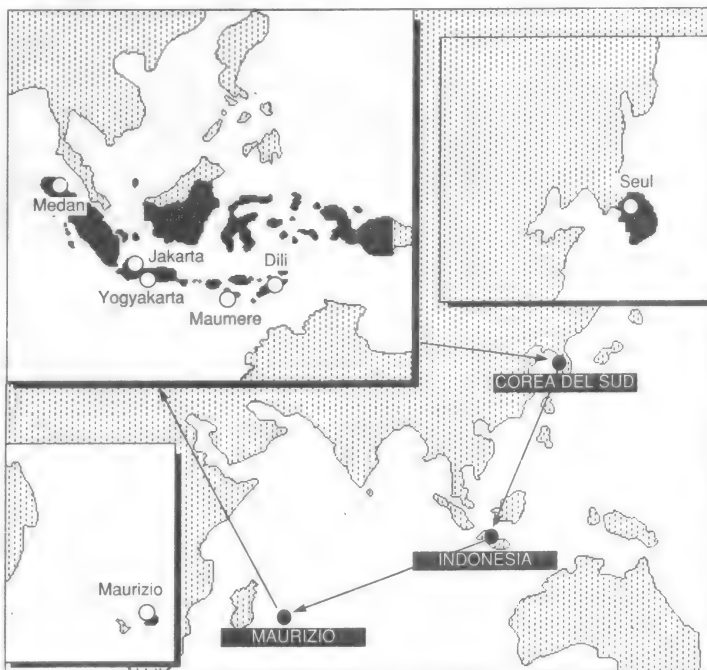 Medan
Jakarta
Yogyakarta
Dili
Maumere
Seul
COREA DEL SUD
INDONESIA
Maurizio
MAURIZIO